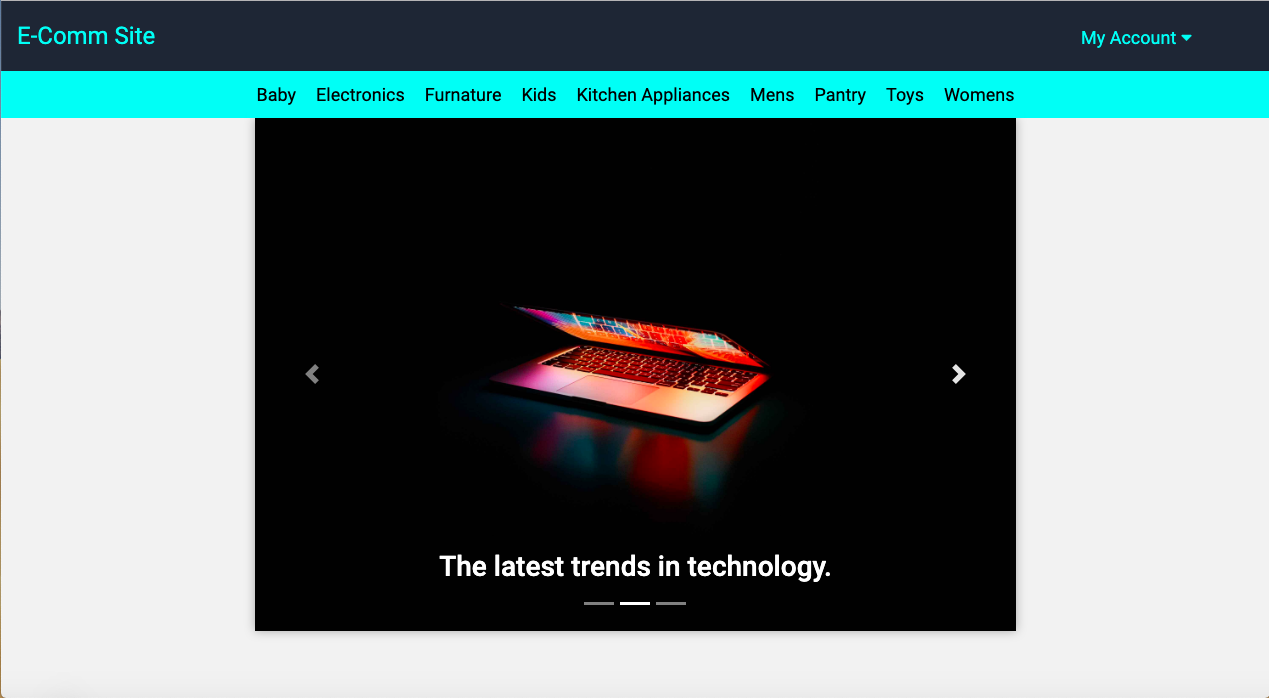 E-Comm Site
My Account
Baby Electronics Furnature Kids Kitchen Appliances Mens Pantry Toys Womens
The latest trends in technology.